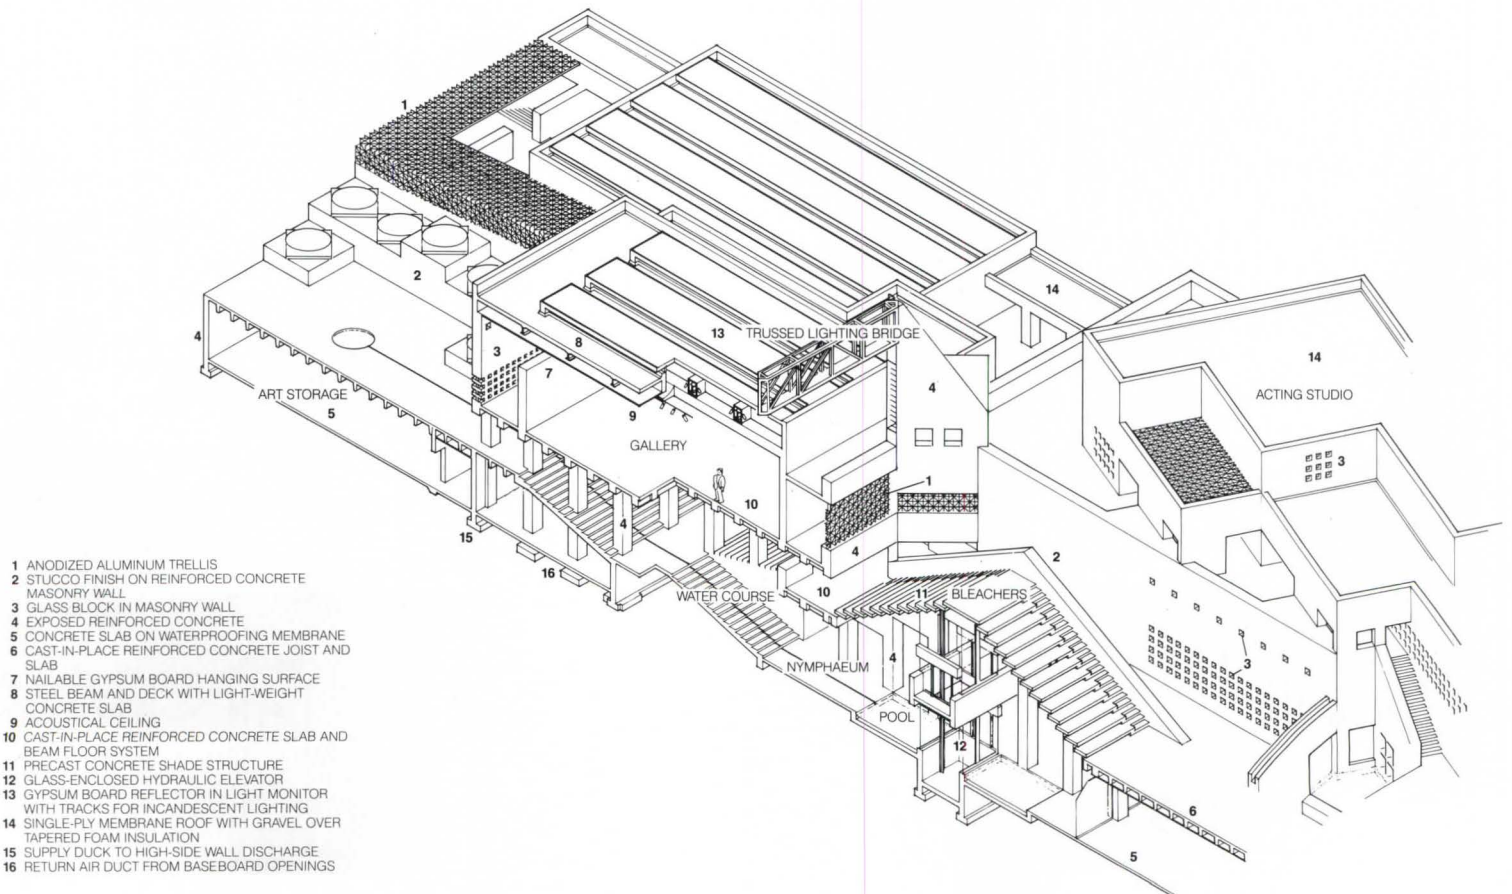 1
14
2
13
TRUSSED LIGHTING BRIDGE
4
3
8
7
4
14
ART STORAGE
5
9
ACTING STUDIO
GALLERY
3
1
10
4
15
4
2
16
WATER COURSE
10
11
BLEACHERS
NYMPHAEUM
4
3
POOL
12
6
5
1 ANODIZED ALUMINUM TRELLIS
2 STUCCO FINISH ON REINFORCED CONCRETE
MASONRY WALL
3 GLASS BLOCK IN MASONRY WALL
4 EXPOSED REINFORCED CONCRETE
5 CONCRETE SLAB ON WATERPROOFING MEMBRANE
6 CAST-IN-PLACE REINFORCED CONCRETE JOIST AND
SLAB
7 NAILABLE GYPSUM BOARD HANGING SURFACE
8 STEEL BEAM AND DECK WITH LIGHT-WEIGHT
CONCRETE SLAB
9 ACOUSTICAL CEILING
10 CAST-IN-PLACE REINFORCED CONCRETE SLAB AND
BEAM FLOOR SYSTEM
11 PRECAST CONCRETE SHADE STRUCTURE
12 GLASS-ENCLOSED HYDRAULIC ELEVATOR
13 GYPSUM BOARD REFLECTOR IN LIGHT MONITOR
WITH TRACKS FOR INCANDESCENT LIGHTING
14 SINGLE-PLY MEMBRANE ROOF WITH GRAVEL OVER
TAPERED FOAM INSULATION
15 SUPPLY DUCK TO HIGH-SIDE WALL DISCHARGE
16 RETURN AIR DUCT FROM BASEBOARD OPENINGS